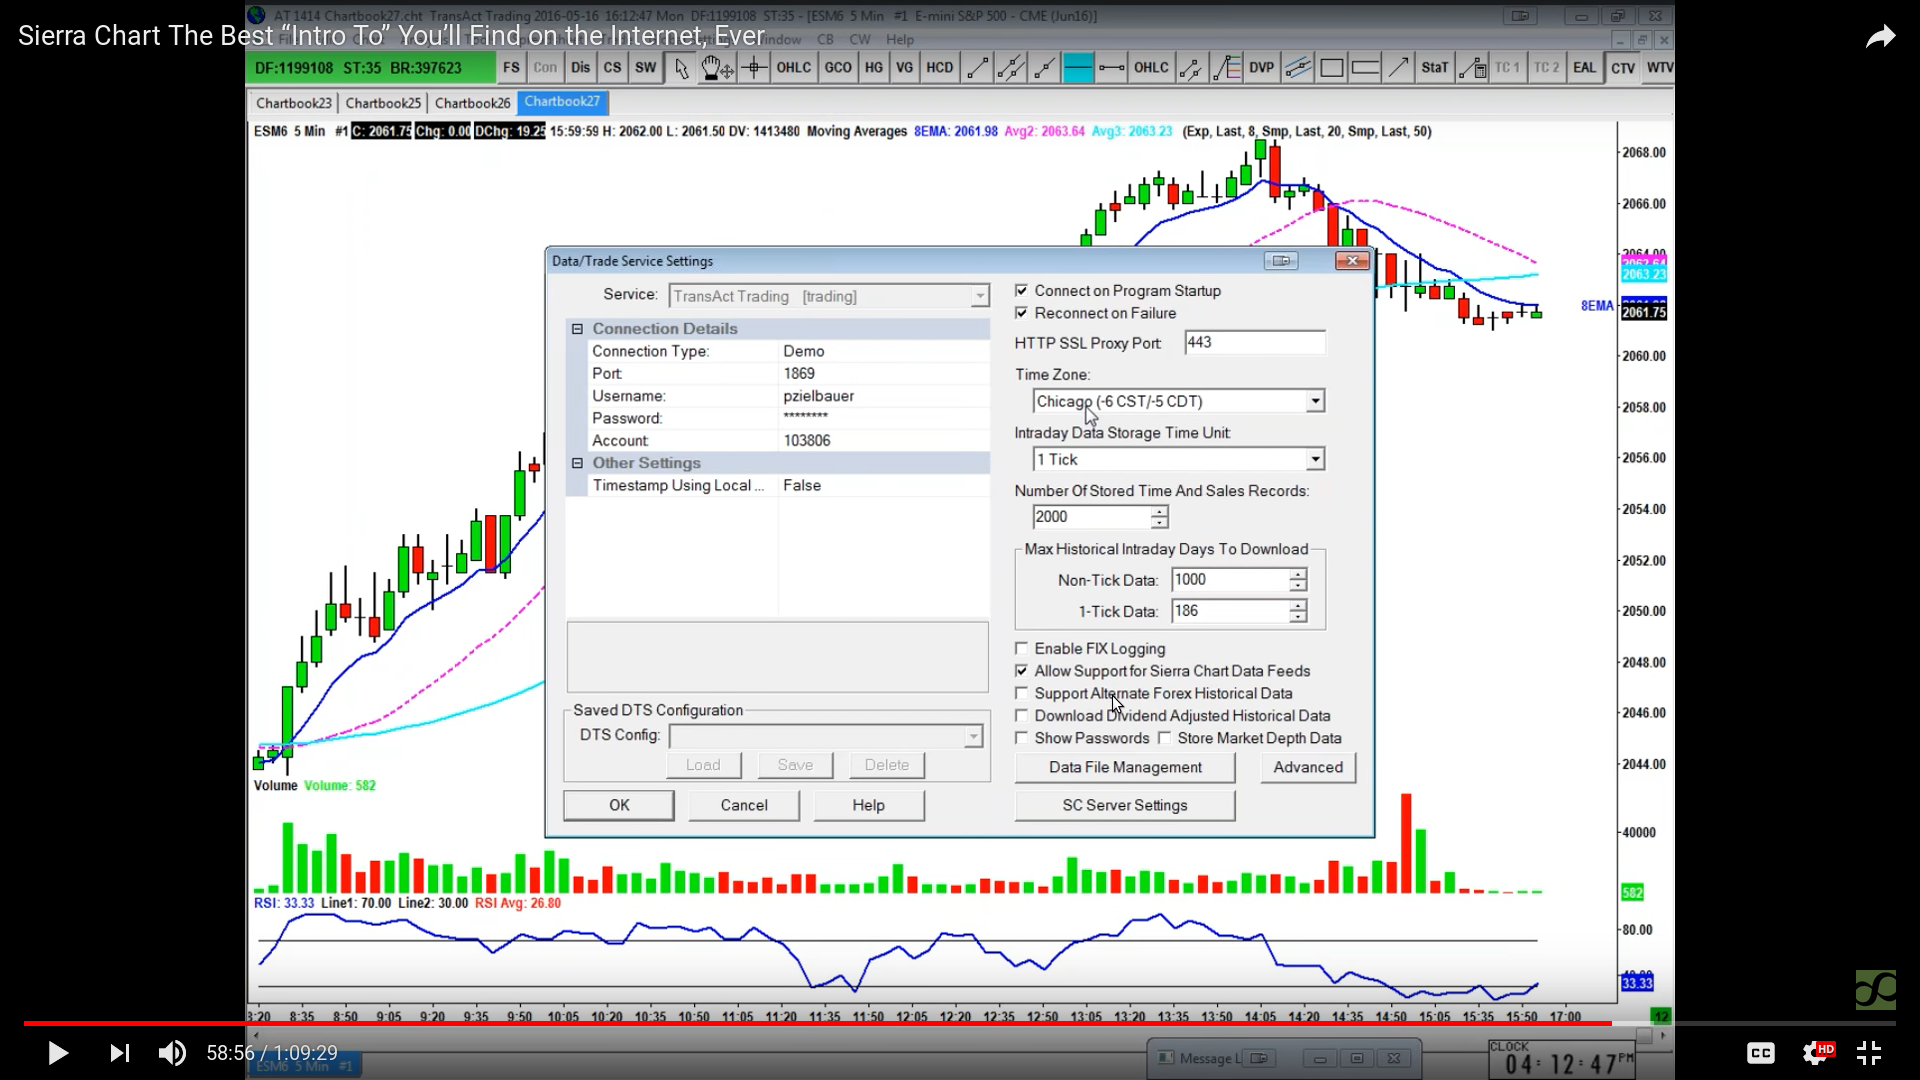 AT 1414 Chartbook27.cht TransAct Trading 2016-05-16 16:12:47 Mon DF:1199108 ST:35 - [ESM6 5 Min #1 E-mini S&P 500 - CME (Jun16)]
Sierra Chart The Best “Intro To” You’ll Find on the Internet, Ever
CB CW Help
DF:1199108 ST:35 BR:397623
FS Con Dis CS SW OHLC GCO HG VG HCD OHLC DVP StaT TC 1 TC 2 EAL CTV WTV
Chartbook23 Chartbook25 Chartbook26 Chartbook27
ESM6 5 Min #1 C: 2061.75 Chg: 0.00 DChg: 19.25 15:59:59 H: 2062.00 L: 2061.50 DV: 1413480 Moving Averages 8EMA: 2061.98 Avg2: 2063.64 Avg3: 2063.23 (Exp, Last, 8, Smp, Last, 20, Smp, Last, 50)
2068.00
2066.00
2064.00
2063.23
8EMA
2061.75
2060.00
2058.00
2056.00
2054.00
2052.00
2050.00
2048.00
2046.00
2044.00
40000
582
80.00
33.33
Data/Trade Service Settings
Service: TransAct Trading [trading]
Connection Details
Connection Type: Demo
Port: 1869
Username: pzielbauer
Password: ********
Account: 103806
Other Settings
Timestamp Using Local ... False
Saved DTS Configuration
DTS Config:
Load Save Delete
OK Cancel Help
Connect on Program Startup
Reconnect on Failure
HTTP SSL Proxy Port: 443
Time Zone:
Chicago (-6 CST/-5 CDT)
Intraday Data Storage Time Unit:
1 Tick
Number Of Stored Time And Sales Records:
2000
Max Historical Intraday Days To Download
Non-Tick Data: 1000
1-Tick Data: 186
Enable FIX Logging
Allow Support for Sierra Chart Data Feeds
Support Alternate Forex Historical Data
Download Dividend Adjusted Historical Data
Show Passwords Store Market Depth Data
Data File Management Advanced
SC Server Settings
Volume Volume: 582
RSI: 33.33 Line1: 70.00 Line2: 30.00 RSI Avg: 26.80
8:20 8:35 8:50 9:05 9:20 9:35 9:50 10:05 10:20 10:35 10:50 11:05 11:20 11:35 11:50 12:05 12:20 12:35 12:50 13:05 13:20 13:35 13:50 14:05 14:20 14:35 14:50 15:05 15:20 15:35 15:50 17:00 12
58:56 / 1:09:29
ESM6 5 Min #1
Message L
CLOCK
04:12:47 PM
CC HD